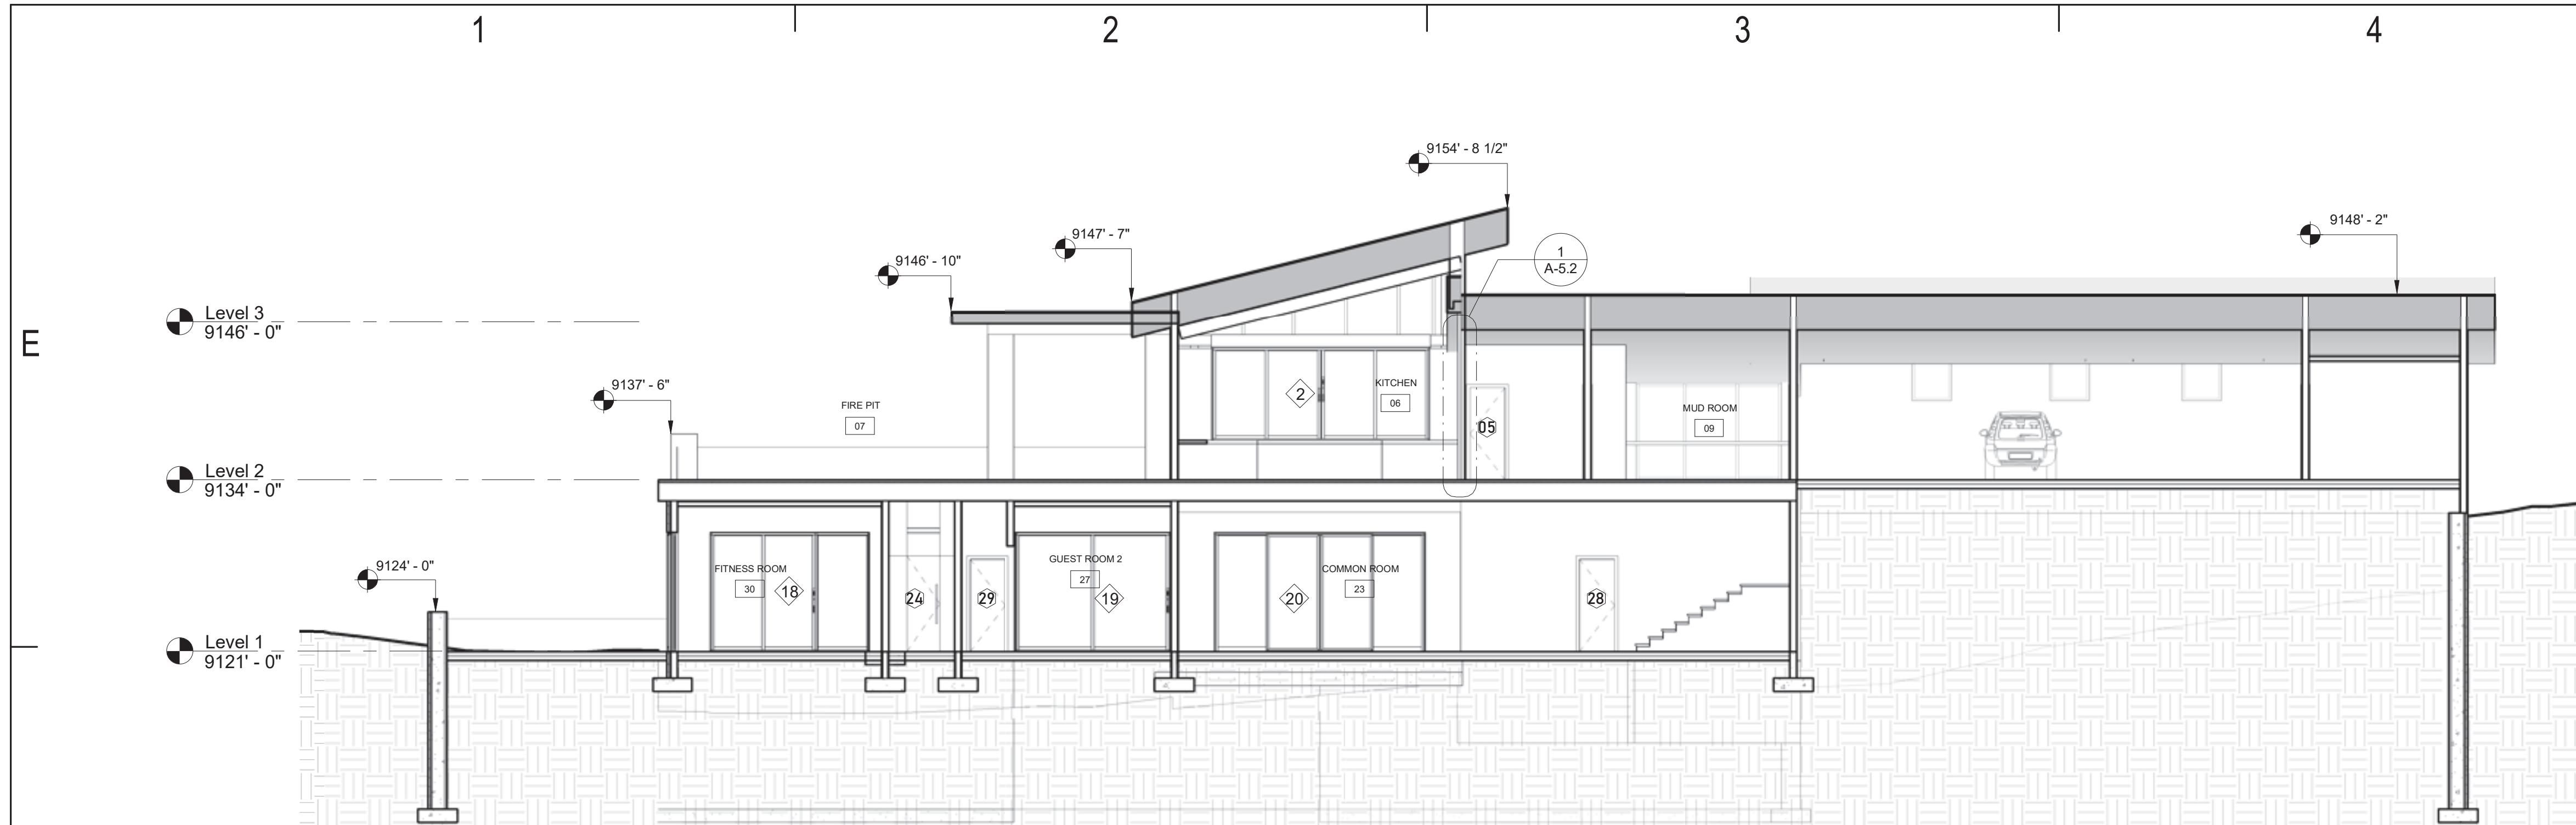 1
2
3
4
E
9154' - 8 1/2"
9148' - 2"
9147' - 7"
1
A-5.2
9146' - 10"
Level 3
9146' - 0"
9137' - 6"
FIRE PIT
07
2
KITCHEN
06
05
MUD ROOM
09
Level 2
9134' - 0"
9124' - 0"
FITNESS ROOM
30
18
24
29
GUEST ROOM 2
27
19
20
COMMON ROOM
23
28
Level 1
9121' - 0"